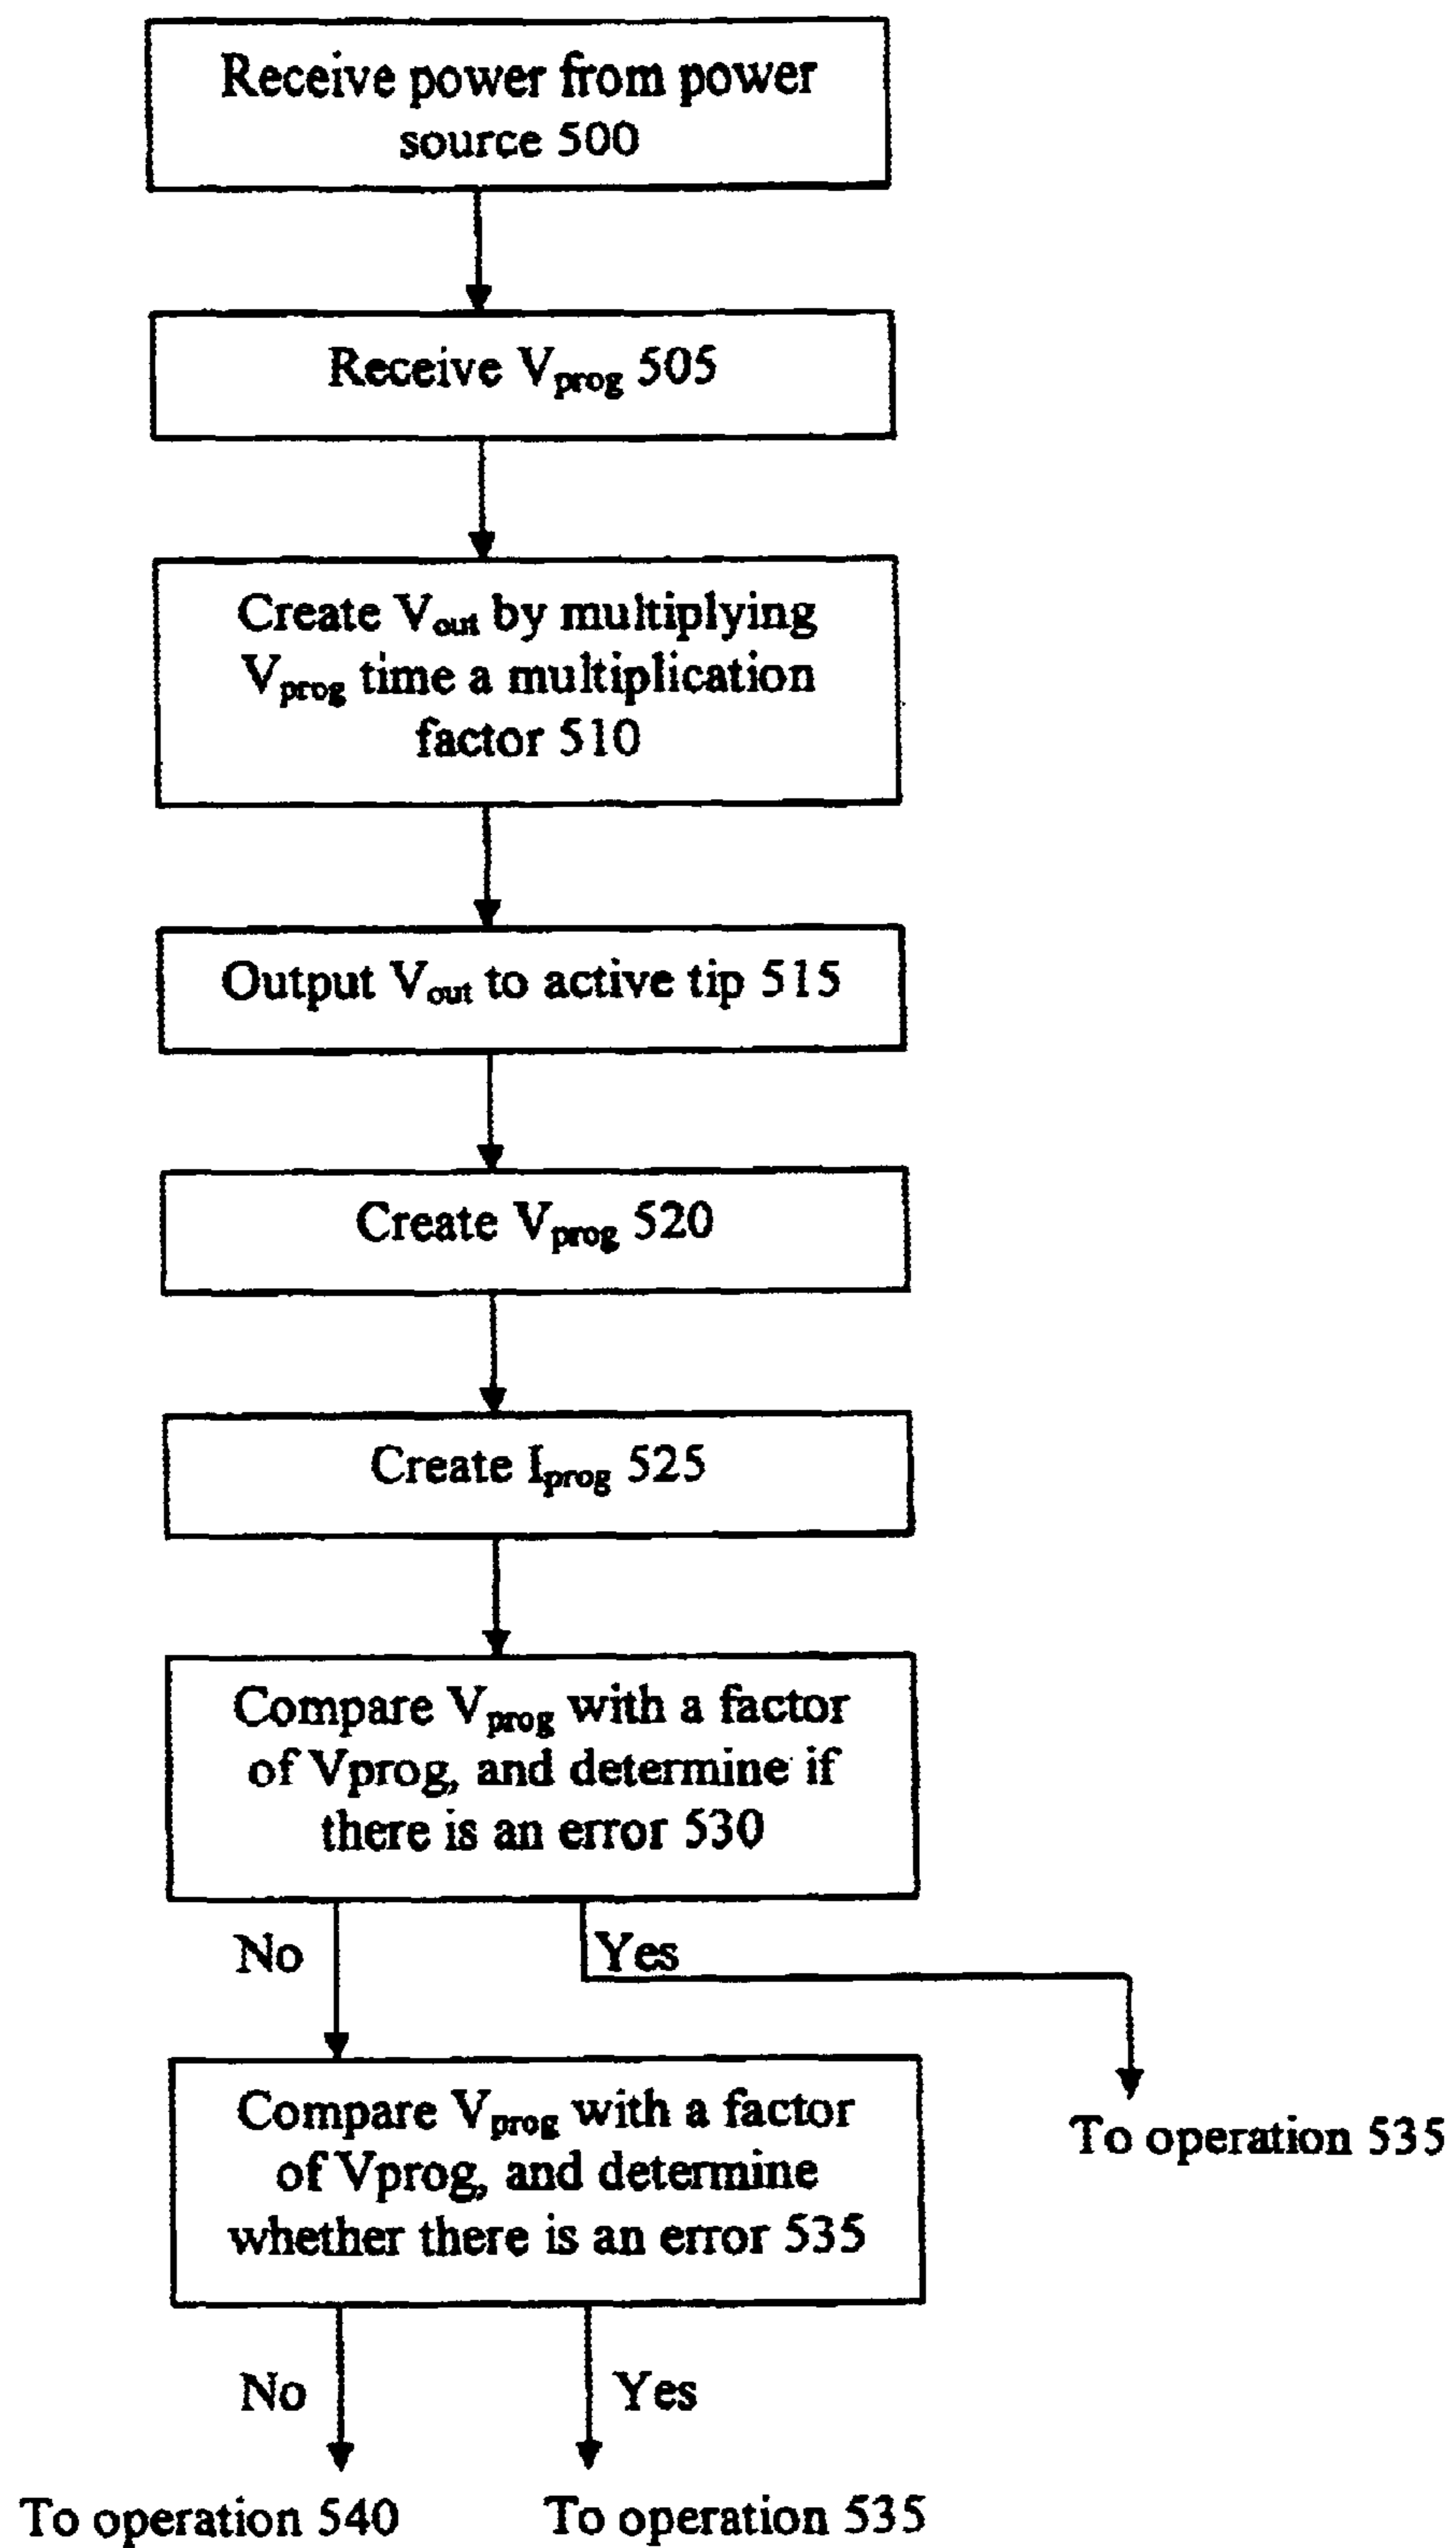 Receive power from power
source 500
Receive Vprog 505
Create Vout by multiplying
Vprog time a multiplication
factor 510
Output Vout to active tip 515
Create Vprog 520
Create Iprog 525
Compare Vprog with a factor
of Vprog, and determine if
there is an error 530
No
Yes
Compare Vprog with a factor
of Vprog, and determine
whether there is an error 535
To operation 535
No
Yes
To operation 540
To operation 535